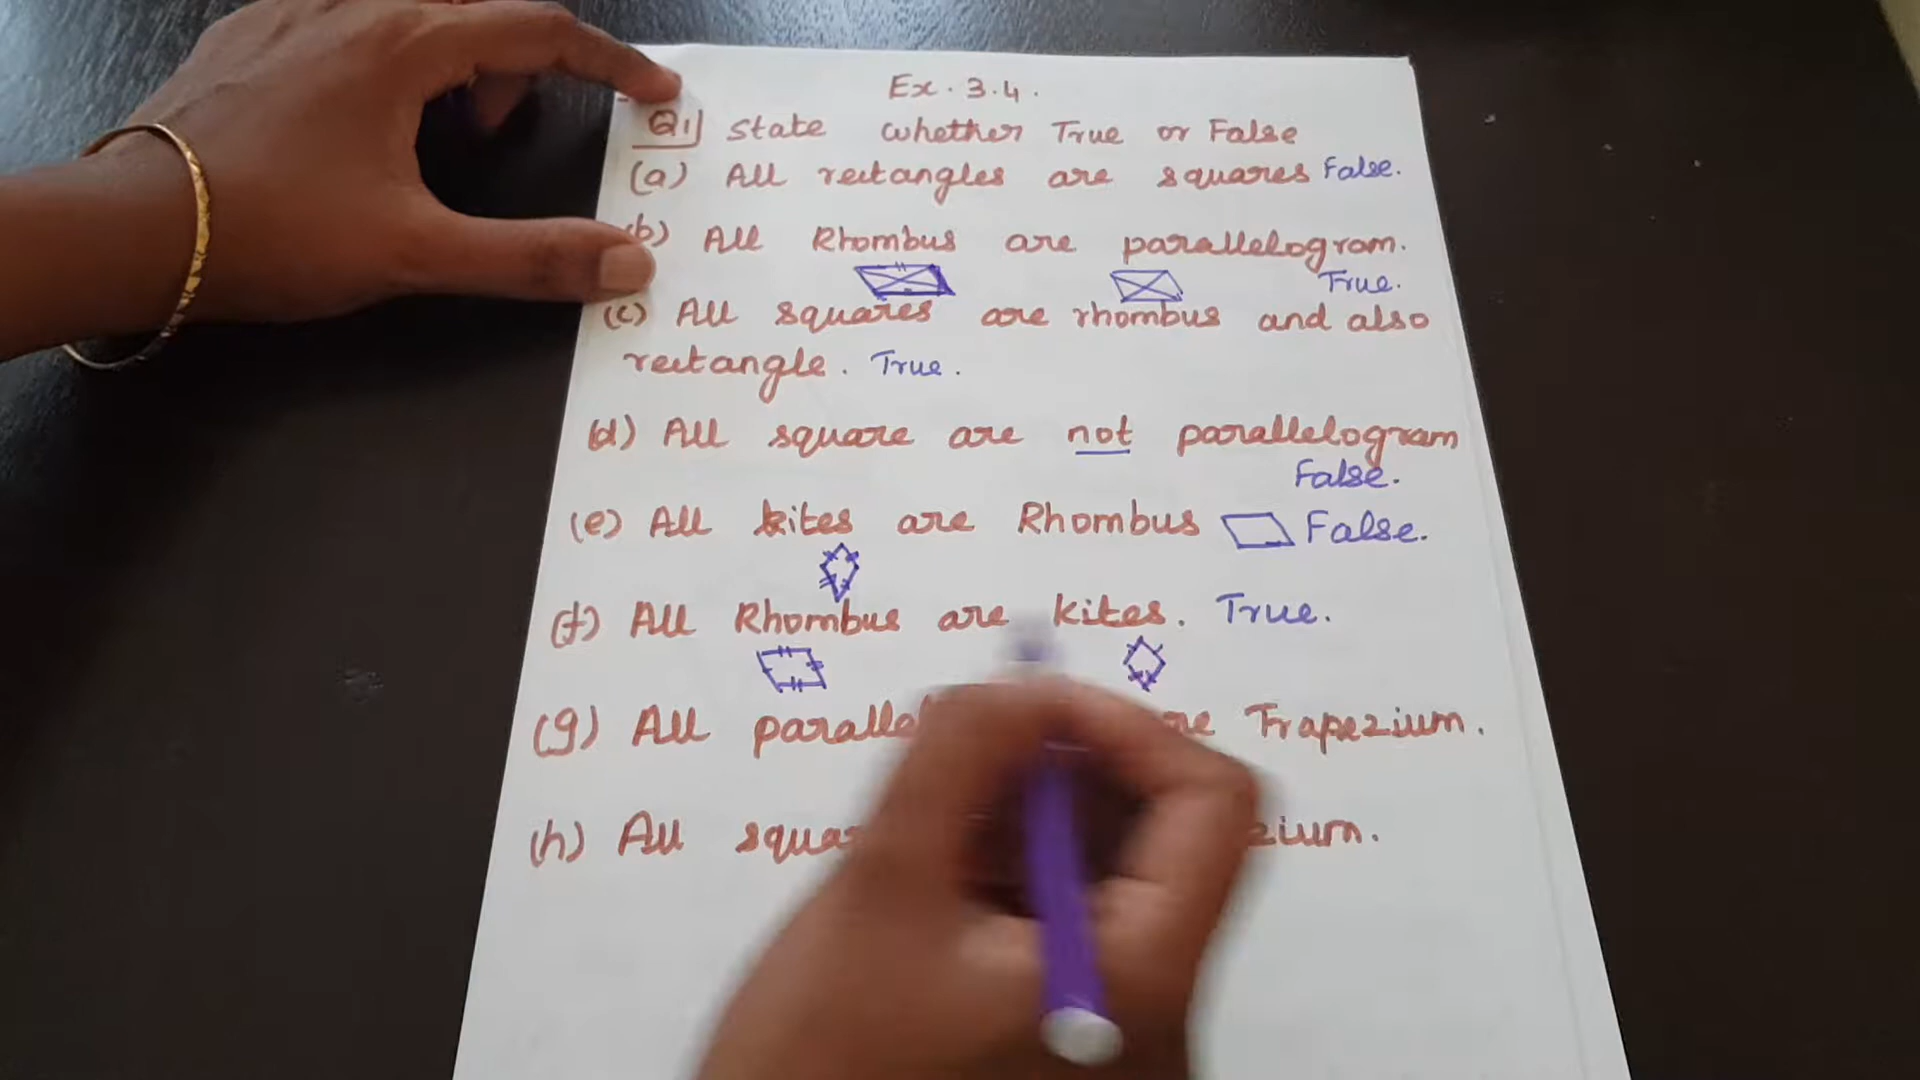 Ex. 3.4.
Q1] State whether True or False
(a) All rectangles are squares False.
(b) All Rhombus are parallelogram.
True.
(c) All squares are rhombus and also
rectangle. True.
(d) All square are not parallelogram
False.
(e) All kites are Rhombus False.
(f) All Rhombus are kites. True.
(g) All Trapezium.
(h) All